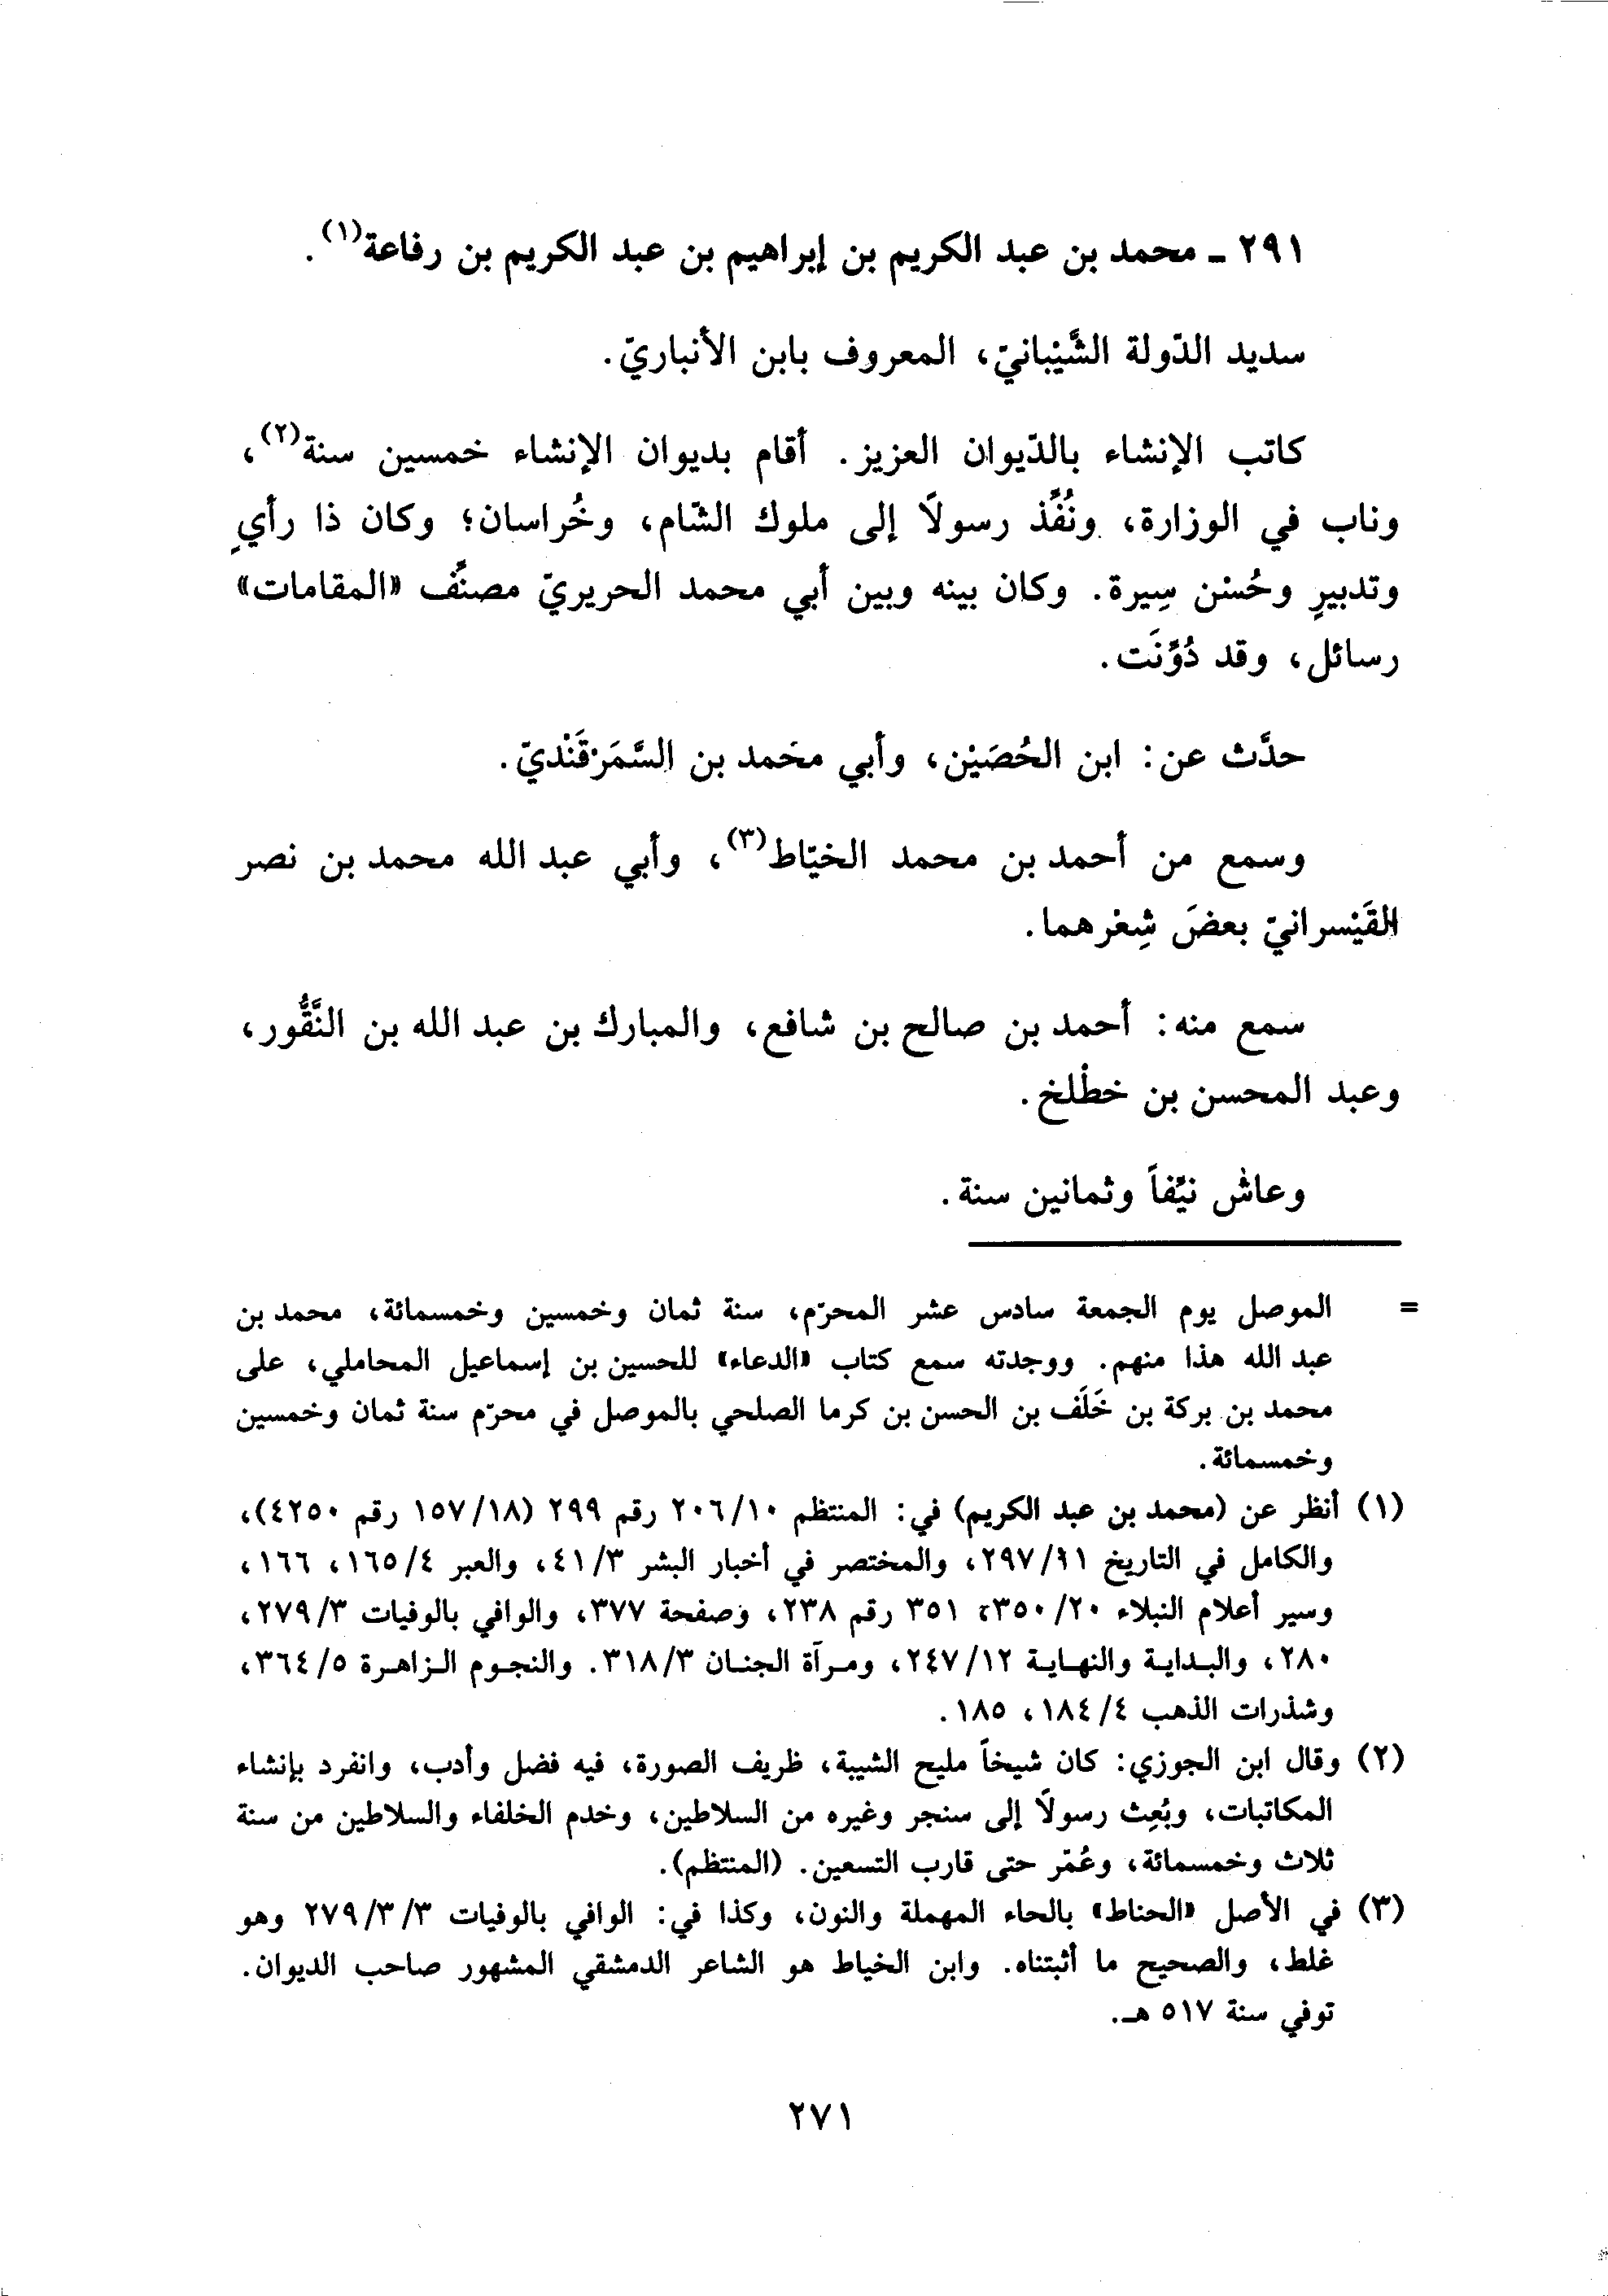 ٢٩١ ـ محمد بن عبد الكريم بن إبراهيم بن عبد الكريم بن رفاعة(١).
سديد الدّولة الشَّيْبانيّ، المعروف بابن الأنباريّ.
كاتب الإنشاء بالدّيوان العزيز. أقام بديوان الإنشاء خمسين سنة(٢)،
وناب في الوزارة، ونُفِّذ رسولاً إلى ملوك الشّام، وخُراسان؛ وكان ذا رأيٍ
وتدبيرٍ وحُسْن سِيرة. وكان بينه وبين أبي محمد الحريريّ مصنِّف «المقامات»
رسائل، وقد دُوِّنَت.
حدَّث عن: ابن الحُصَيْن، وأبي محمد بن السَّمَرْقَنْديّ.
وسمع من أحمد بن محمد الخيّاط(٣)، وأبي عبد الله محمد بن نصر
القَيْسرانيّ بعضَ شِعْرهما.
سمع منه: أحمد بن صالح بن شافع، والمبارك بن عبد الله بن النَّقُّور،
وعبد المحسن بن خطْلخ.
وعاش نيِّفاً وثمانين سنة.
= الموصل يوم الجمعة سادس عشر المحرّم، سنة ثمان وخمسين وخمسمائة، محمد بن
عبد الله هذا منهم. ووجدته سمع كتاب «الدعاء» للحسين بن إسماعيل المحاملي، على
محمد بن بركة بن خَلَف بن الحسن بن كرما الصلحي بالموصل في محرّم سنة ثمان وخمسين
وخمسمائة.
(١) أنظر عن (محمد بن عبد الكريم) في: المنتظم ٢٠٦/١٠ رقم ٢٩٩ (١٥٧/١٨ رقم ٤٢٥٠)،
والكامل في التاريخ ٢٩٧/١١، والمختصر في أخبار البشر ٤١/٣، والعبر ١٦٥/٤، ١٦٦،
وسير أعلام النبلاء ٣٥٠/٢٠، ٣٥١ رقم ٢٣٨، وصفحة ٣٧٧، والوافي بالوفيات ٢٧٩/٣،
٢٨٠، والبداية والنهاية ٢٤٧/١٢، ومرآة الجنان ٣١٨/٣. والنجوم الزاهرة ٣٦٤/٥،
وشذرات الذهب ١٨٤/٤، ١٨٥.
(٢) وقال ابن الجوزي: كان شيخاً مليح الشيبة، ظريف الصورة، فيه فضل وأدب، وانفرد بإنشاء
المكاتبات، وبُعِث رسولاً إلى سنجر وغيره من السلاطين، وخدم الخلفاء والسلاطين من سنة
ثلاث وخمسمائة، وعُمّر حتى قارب التسعين. (المنتظم).
(٣) في الأصل «الحناط» بالحاء المهملة والنون، وكذا في: الوافي بالوفيات ٢٧٩/٣/٣ وهو
غلط، والصحيح ما أثبتناه. وابن الخياط هو الشاعر الدمشقي المشهور صاحب الديوان.
توفي سنة ٥١٧ هـ.
٢٧١